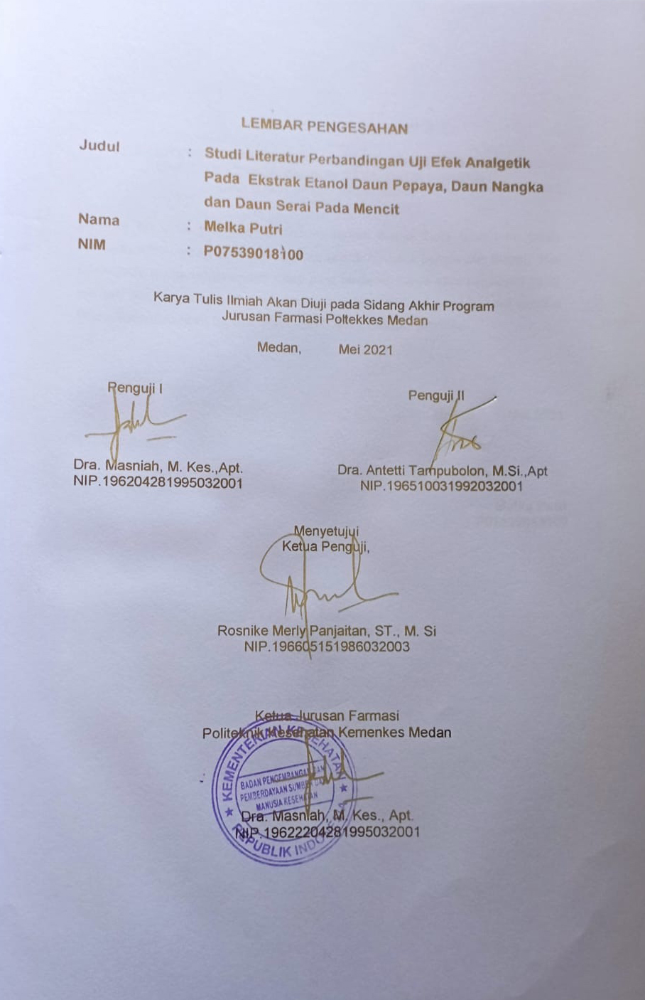 LEMBAR PENGESAHAN
Judul : Studi Literatur Perbandingan Uji Efek Analgetik
Pada Ekstrak Etanol Daun Pepaya, Daun Nangka
dan Daun Serai Pada Mencit
Nama : Melka Putri
NIM : P07539018100
Karya Tulis Ilmiah Akan Diuji pada Sidang Akhir Program
Jurusan Farmasi Poltekkes Medan
Medan, Mei 2021
Penguji I
Dra. Masniah, M. Kes.,Apt.
NIP.196204281995032001
Penguji II
Dra. Antetti Tampubolon, M.Si.,Apt
NIP.196510031992032001
Menyetujui
Ketua Penguji,
Rosnike Merly Panjaitan, ST., M. Si
NIP.196605151986032003
Ketua Jurusan Farmasi
Politeknik Kesehatan Kemenkes Medan
KEMENTERIAN KESEHATAN
BADAN PENGEMBANGAN DAN
PEMBERDAYAAN SUMBER DAYA
MANUSIA KESEHATAN
REPUBLIK INDONESIA
Dra. Masniah, M. Kes., Apt.
NIP.19622204281995032001